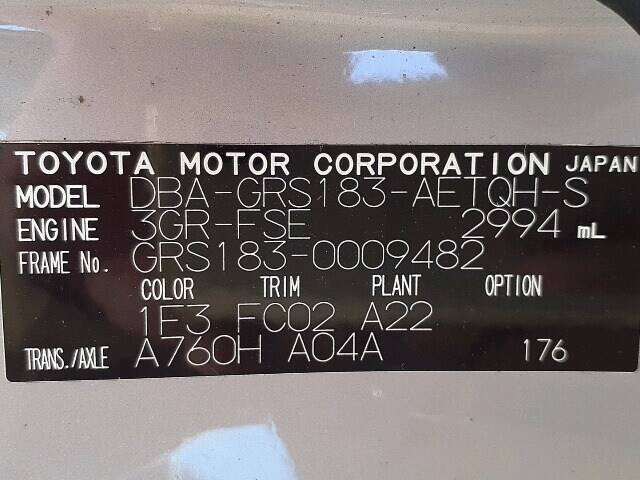 TOYOTA MOTOR CORPORATION JAPAN
MODEL DBA-GRS183-AETQH-S
ENGINE 3GR-FSE 2994 mL
FRAME No. GRS183-0009482
COLOR TRIM PLANT OPTION
1E3 FC02 A22
TRANS./AXLE A760H A04A 176